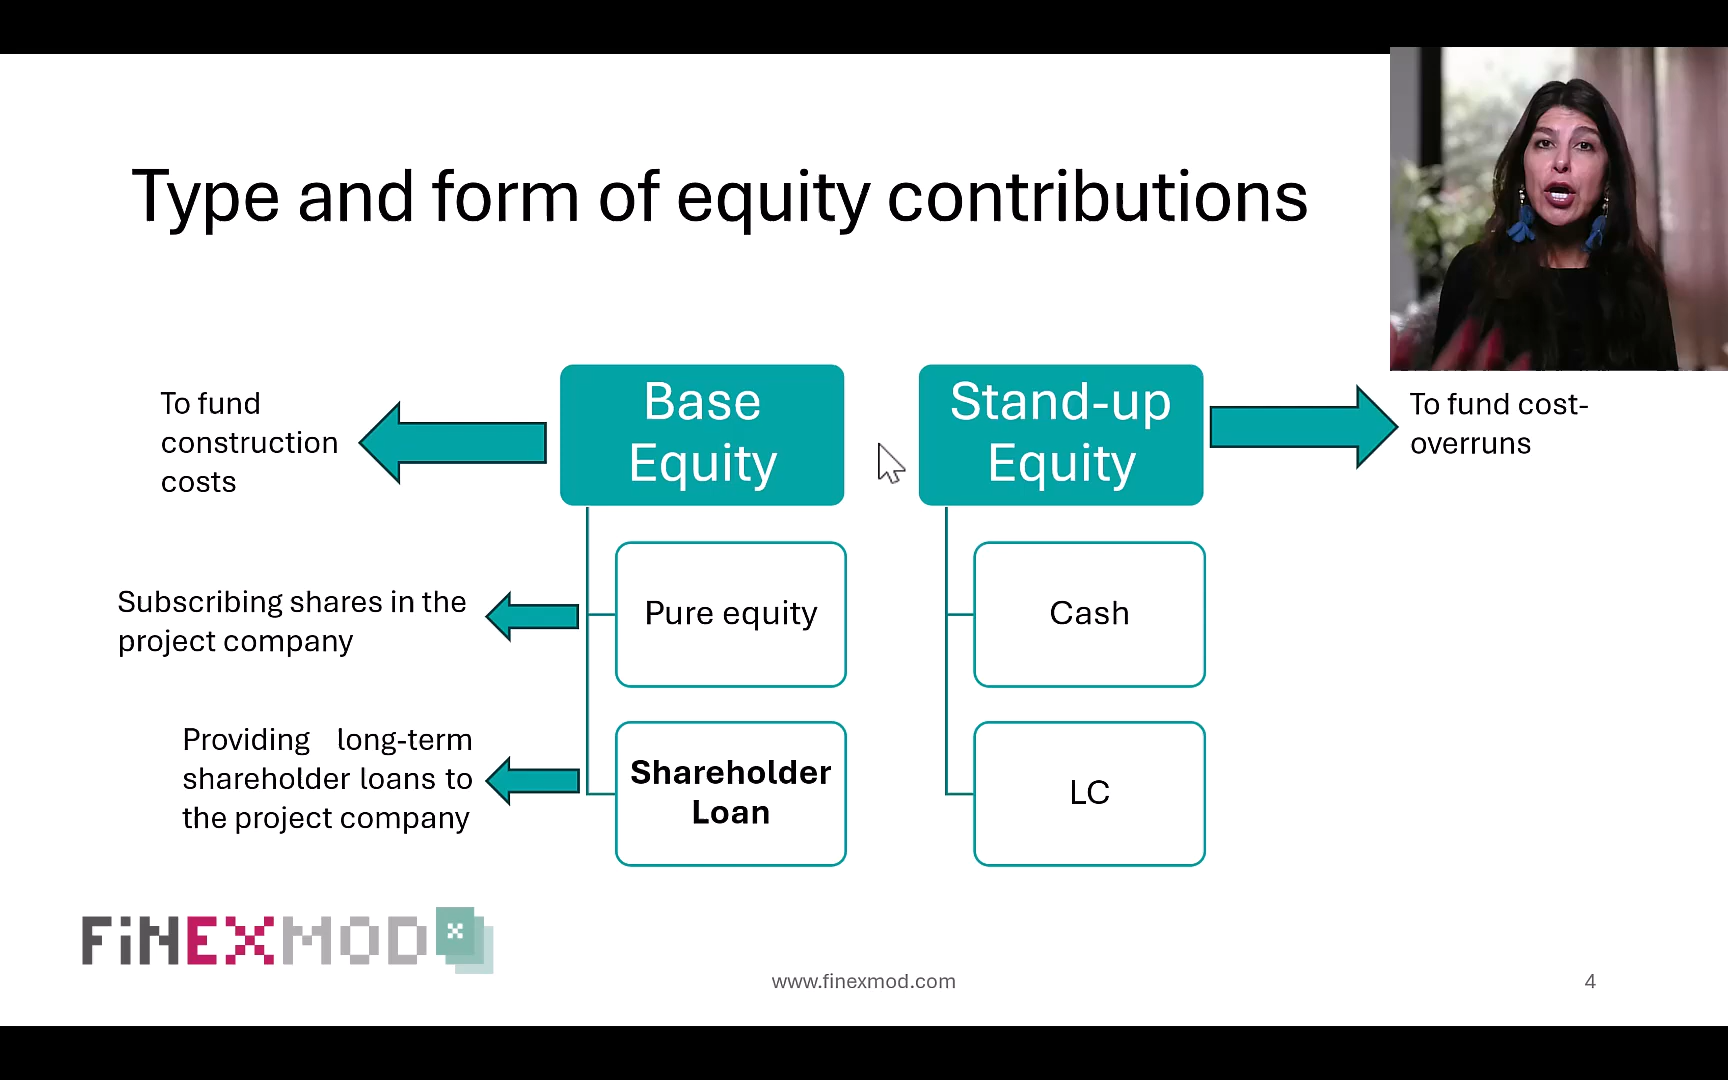 Type and form of equity contributions
To fund
construction
costs
Base
Equity
Stand-up
Equity
To fund cost-
overruns
Subscribing shares in the
project company
Pure equity
Cash
Providing long-term
shareholder loans to
the project company
Shareholder
Loan
LC
FiNEXMOD
www.finexmod.com
4